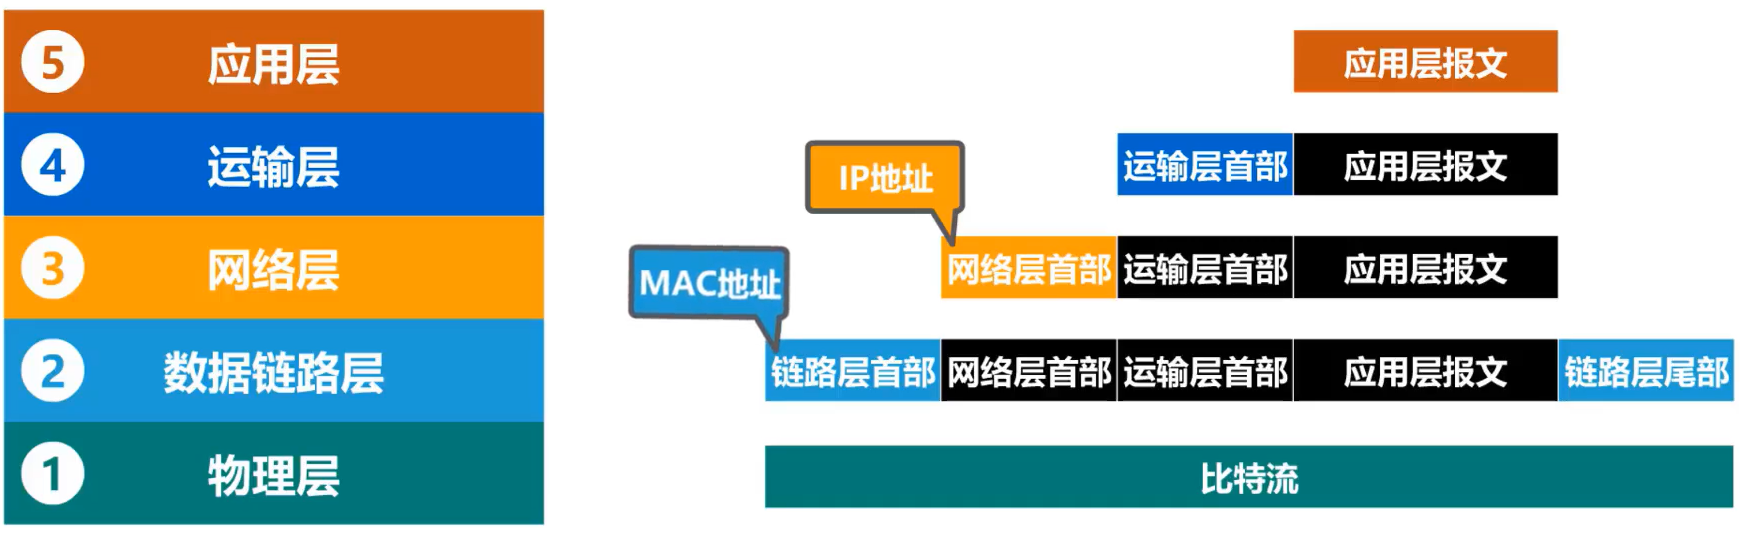 5 应用层 应用层报文
4 运输层 运输层首部 应用层报文
IP地址
3 网络层 网络层首部 运输层首部 应用层报文
MAC地址
2 数据链路层 链路层首部 网络层首部 运输层首部 应用层报文 链路层尾部
1 物理层 比特流